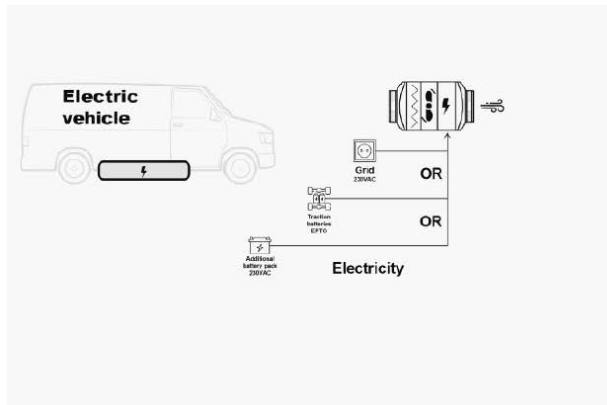 Electric
vehicle
Grid
230VAC
OR
Traction
batteries
EPTO
OR
Additional
battery pack
230VAC
Electricity